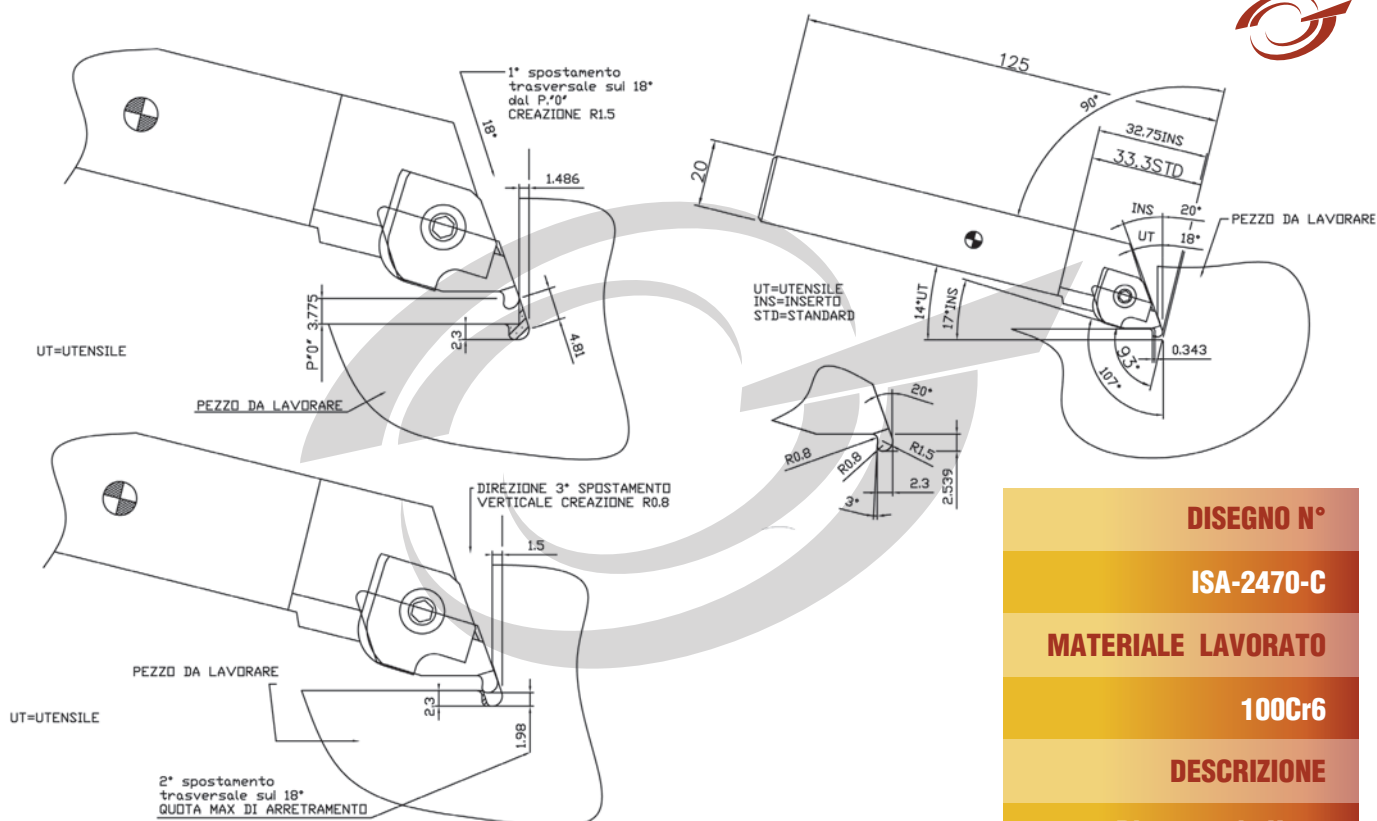 1° spostamento
trasversale sul 18°
dal P.°0°
CREAZIONE R1.5
18°
1.486
P°0° 3.775
2.3
4.81
UT=UTENSILE
PEZZO DA LAVORARE
125
90°
32.75INS
33,3STD
20
INS
20°
UT
18°
PEZZO DA LAVORARE
UT=UTENSILE
INS=INSERTO
STD=STANDARD
14°UT
17°INS
93°
107°
0.343
20°
R0.8
R0.8
R1.5
2.3
2.539
3°
DIREZIONE 3° SPOSTAMENTO
VERTICALE CREAZIONE R0.8
1.5
PEZZO DA LAVORARE
2.3
1.98
UT=UTENSILE
2° spostamento
trasversale sul 18°
QUOTA MAX DI ARRETRAMENTO
DISEGNO N°
ISA-2470-C
MATERIALE LAVORATO
100Cr6
DESCRIZIONE